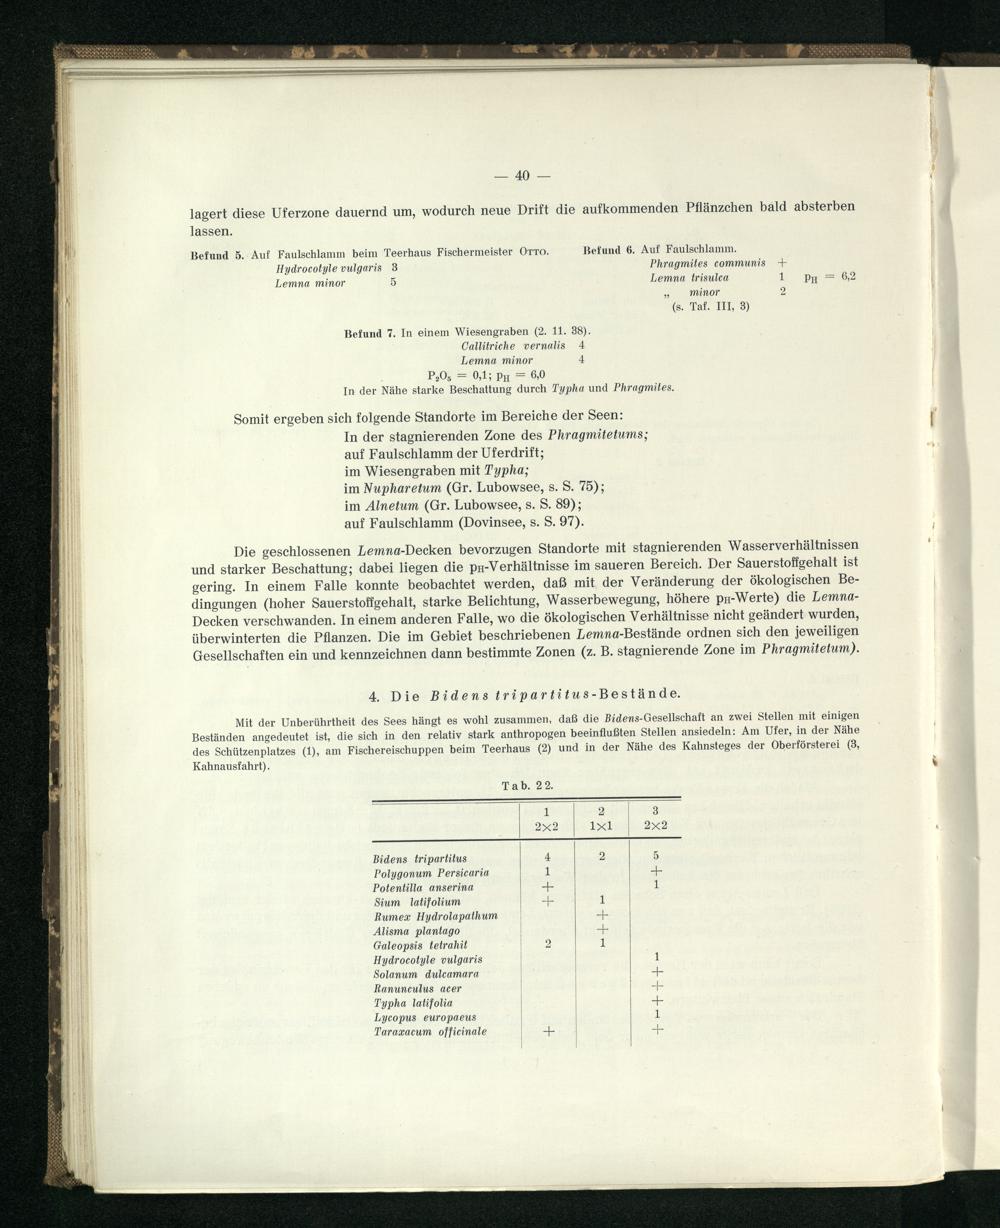 — 40 —
lagert diese Uferzone dauernd um, wodurch neue Drift die aufkommenden Pflänzchen bald absterben
lassen.
Befund 5. Auf Faulschlamm beim Teerhaus Fischermeister OTTO.
Hydrocotyle vulgaris 3
Lemna minor 5
Befund 6. Auf Faulschlamm.
Phragmites communis +
Lemna trisulca 1 pH = 6,2
„ minor 2
(s. Taf. III, 3)
Befund 7. In einem Wiesengraben (2. 11. 38).
Callitriche vernalis 4
Lemna minor 4
P₂O₅ = 0,1; pH = 6,0
In der Nähe starke Beschattung durch Typha und Phragmites.
Somit ergeben sich folgende Standorte im Bereiche der Seen:
In der stagnierenden Zone des Phragmitetums;
auf Faulschlamm der Uferdrift;
im Wiesengraben mit Typha;
im Nupharetum (Gr. Lubowsee, s. S. 75);
im Alnetum (Gr. Lubowsee, s. S. 89);
auf Faulschlamm (Dovinsee, s. S. 97).
Die geschlossenen Lemna-Decken bevorzugen Standorte mit stagnierenden Wasserverhältnissen
und starker Beschattung; dabei liegen die pH-Verhältnisse im saueren Bereich. Der Sauerstoffgehalt ist
gering. In einem Falle konnte beobachtet werden, daß mit der Veränderung der ökologischen Be-
dingungen (hoher Sauerstoffgehalt, starke Belichtung, Wasserbewegung, höhere pH-Werte) die Lemna-
Decken verschwanden. In einem anderen Falle, wo die ökologischen Verhältnisse nicht geändert wurden,
überwinterten die Pflanzen. Die im Gebiet beschriebenen Lemna-Bestände ordnen sich den jeweiligen
Gesellschaften ein und kennzeichnen dann bestimmte Zonen (z. B. stagnierende Zone im Phragmitetum).
4. Die Bidens tripartitus-Bestände.
Mit der Unberührtheit des Sees hängt es wohl zusammen, daß die Bidens-Gesellschaft an zwei Stellen mit einigen
Beständen angedeutet ist, die sich in den relativ stark anthropogen beeinflußten Stellen ansiedeln: Am Ufer, in der Nähe
des Schützenplatzes (1), am Fischereischuppen beim Teerhaus (2) und in der Nähe des Kahnsteges der Oberförsterei (3,
Kahnausfahrt).
Tab. 22.
1 2 3
2×2 1×1 2×2
Bidens tripartitus 4 2 5
Polygonum Persicaria 1 +
Potentilla anserina + 1
Sium latifolium + 1
Rumex Hydrolapathum +
Alisma plantago +
Galeopsis tetrahit 2 1
Hydrocotyle vulgaris 1
Solanum dulcamara +
Ranunculus acer +
Typha latifolia +
Lycopus europaeus 1
Taraxacum officinale + +